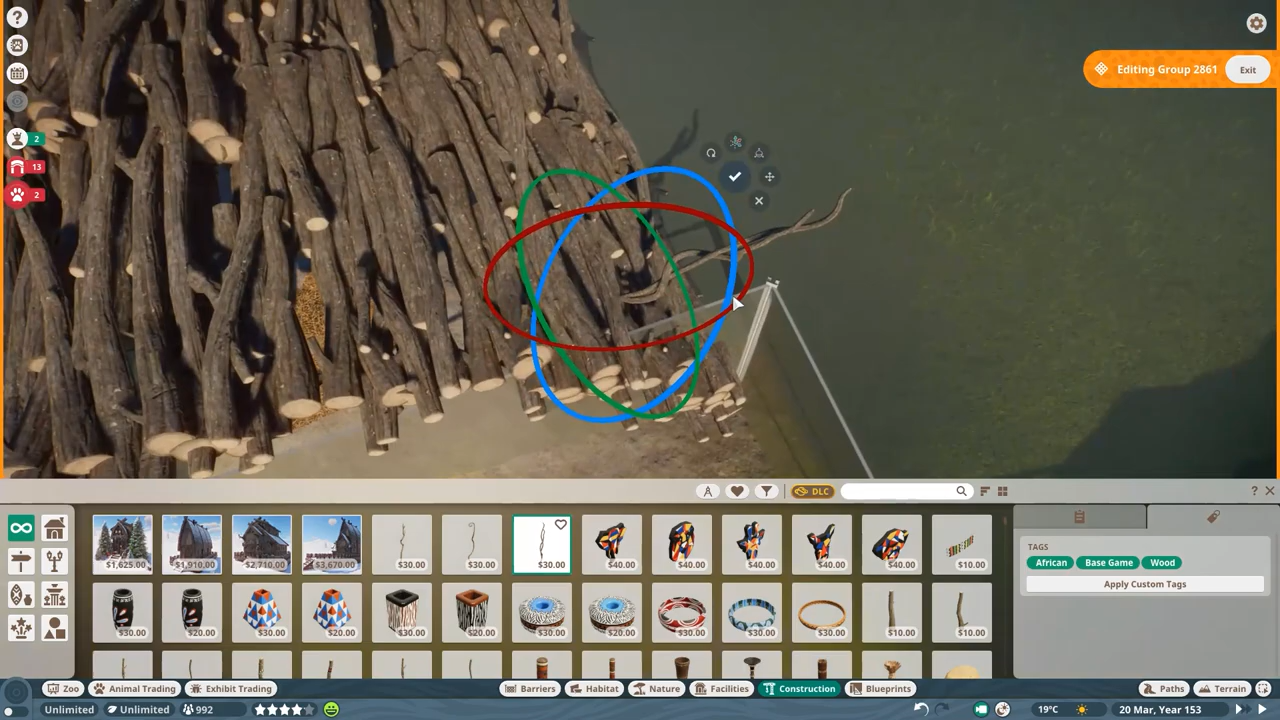 ?
Editing Group 2861
Exit
2
13
2
DLC
?
$1,625.00
$1,910.00
$2,710.00
$3,670.00
$30.00
$30.00
$30.00
$40.00
$40.00
$40.00
$40.00
$40.00
$10.00
$30.00
$20.00
$30.00
$20.00
$30.00
$20.00
$30.00
$30.00
$30.00
$30.00
$30.00
$10.00
$10.00
TAGS
African
Base Game
Wood
Apply Custom Tags
Zoo
Animal Trading
Exhibit Trading
Barriers
Habitat
Nature
Facilities
Construction
Blueprints
Paths
Terrain
Unlimited
Unlimited
992
19°C
20 Mar, Year 153